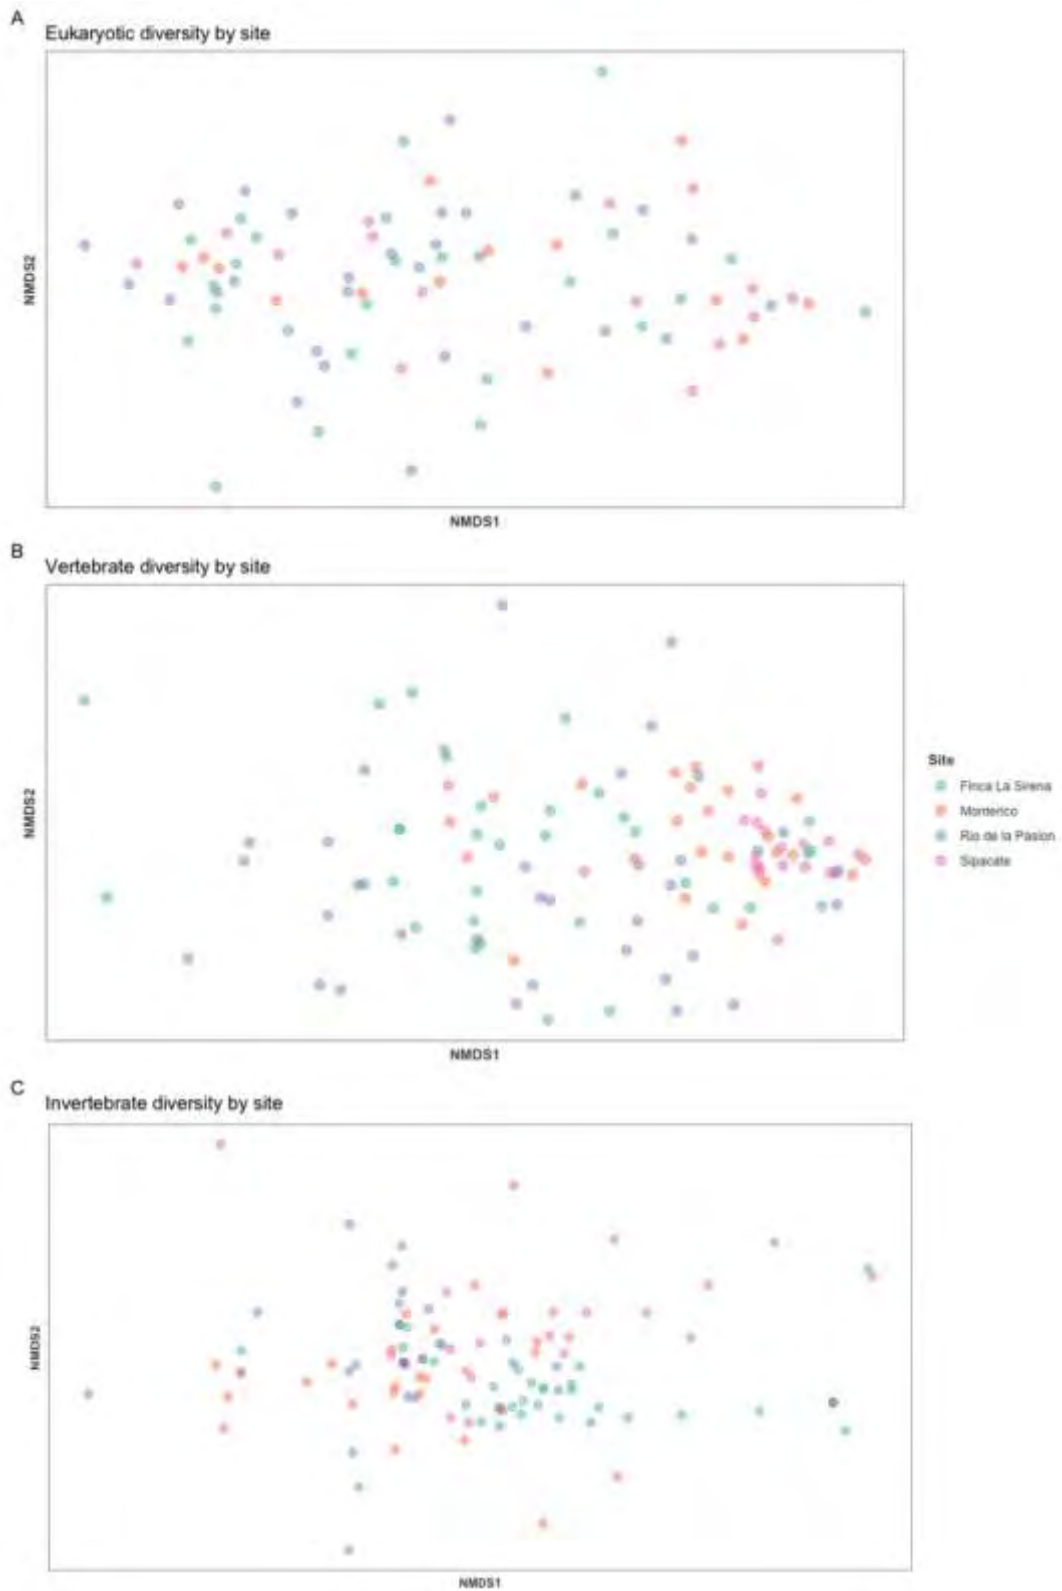 A
Eukaryotic diversity by site
NMDS2
NMDS1
B
Vertebrate diversity by site
NMDS2
NMDS1
Site
Finca La Sirena
Monterrico
Rio de la Pasion
Sipacate
C
Invertebrate diversity by site
NMDS2
NMDS1